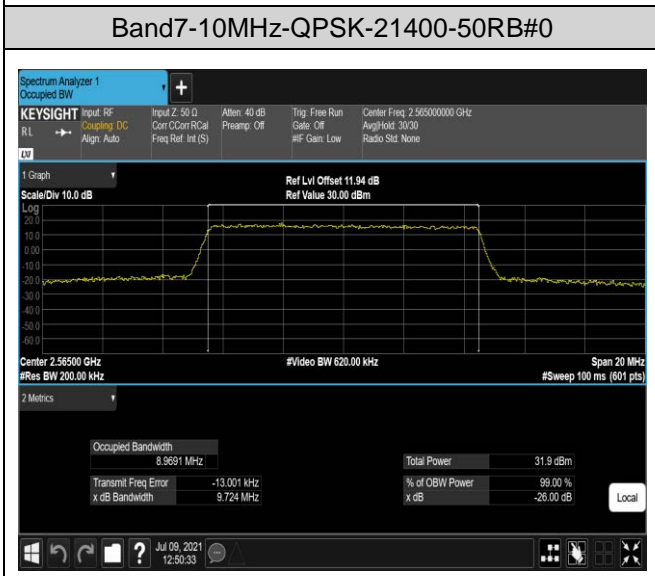 Band7-10MHz-QPSK-21400-50RB#0
Spectrum Analyzer 1
Occupied BW
+
KEYSIGHT Input: RF Input Z: 50 Ω Atten: 40 dB Trig: Free Run Center Freq: 2.565000000 GHz
RL Coupling: DC Corr CCorr RCal Preamp: Off Gate: Off Avg|Hold: 30/30
Align: Auto Freq Ref: Int (S) #IF Gain: Low Radio Std: None
LXI
1 Graph
Ref Lvl Offset 11.94 dB
Scale/Div 10.0 dB Ref Value 30.00 dBm
Log
20.0
10.0
0.00
-10.0
-20.0
-30.0
-40.0
-50.0
-60.0
Center 2.56500 GHz #Video BW 620.00 kHz Span 20 MHz
#Res BW 200.00 kHz #Sweep 100 ms (601 pts)
2 Metrics
Occupied Bandwidth
8.9691 MHz Total Power 31.9 dBm
Transmit Freq Error -13.001 kHz % of OBW Power 99.00 %
x dB Bandwidth 9.724 MHz x dB -26.00 dB
Local
? Jul 09, 2021
12:50:33